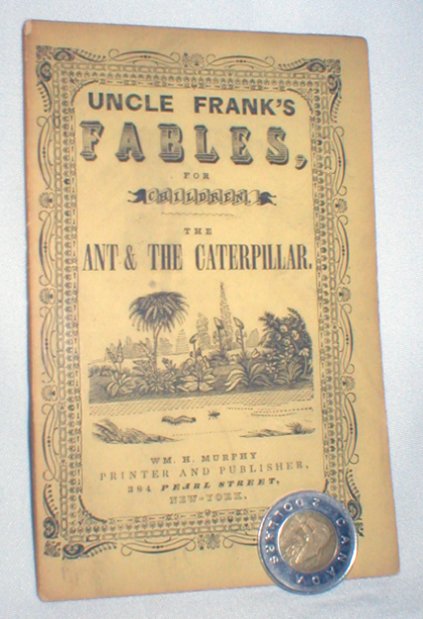 UNCLE FRANK'S
FABLES,
FOR
CHILDREN.
THE
ANT & THE CATERPILLAR.
WM. H. MURPHY
PRINTER AND PUBLISHER,
384 PEARL STREET,
NEW-YORK.
CANADA
2 DOLLARS